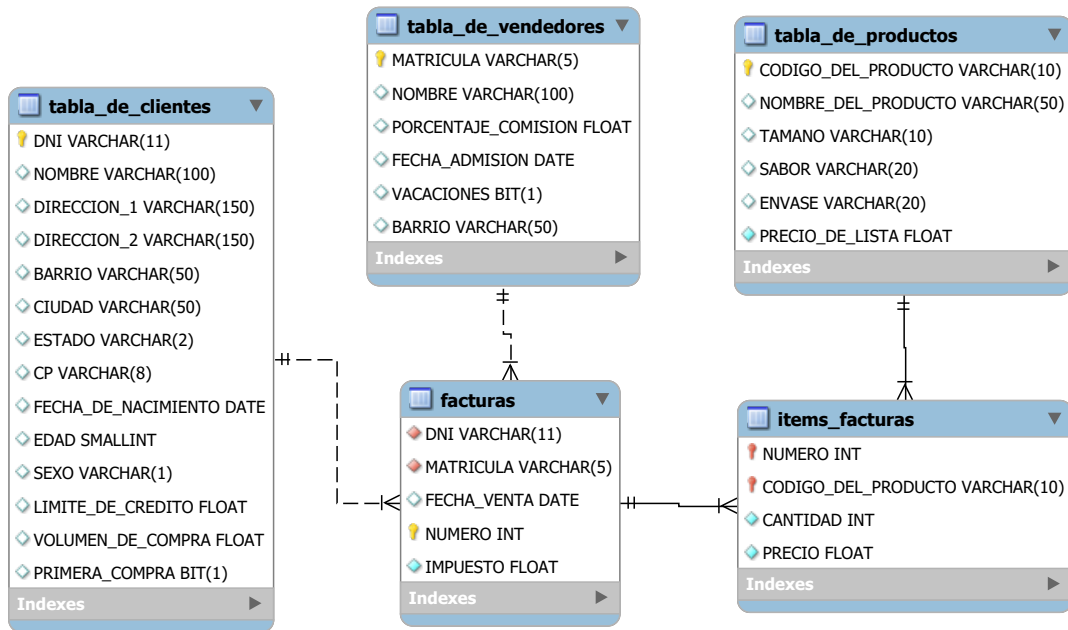 tabla_de_clientes
DNI VARCHAR(11)
NOMBRE VARCHAR(100)
DIRECCION_1 VARCHAR(150)
DIRECCION_2 VARCHAR(150)
BARRIO VARCHAR(50)
CIUDAD VARCHAR(50)
ESTADO VARCHAR(2)
CP VARCHAR(8)
FECHA_DE_NACIMIENTO DATE
EDAD SMALLINT
SEXO VARCHAR(1)
LIMITE_DE_CREDITO FLOAT
VOLUMEN_DE_COMPRA FLOAT
PRIMERA_COMPRA BIT(1)
Indexes
tabla_de_vendedores
MATRICULA VARCHAR(5)
NOMBRE VARCHAR(100)
PORCENTAJE_COMISION FLOAT
FECHA_ADMISION DATE
VACACIONES BIT(1)
BARRIO VARCHAR(50)
Indexes
tabla_de_productos
CODIGO_DEL_PRODUCTO VARCHAR(10)
NOMBRE_DEL_PRODUCTO VARCHAR(50)
TAMANO VARCHAR(10)
SABOR VARCHAR(20)
ENVASE VARCHAR(20)
PRECIO_DE_LISTA FLOAT
Indexes
facturas
DNI VARCHAR(11)
MATRICULA VARCHAR(5)
FECHA_VENTA DATE
NUMERO INT
IMPUESTO FLOAT
Indexes
items_facturas
NUMERO INT
CODIGO_DEL_PRODUCTO VARCHAR(10)
CANTIDAD INT
PRECIO FLOAT
Indexes